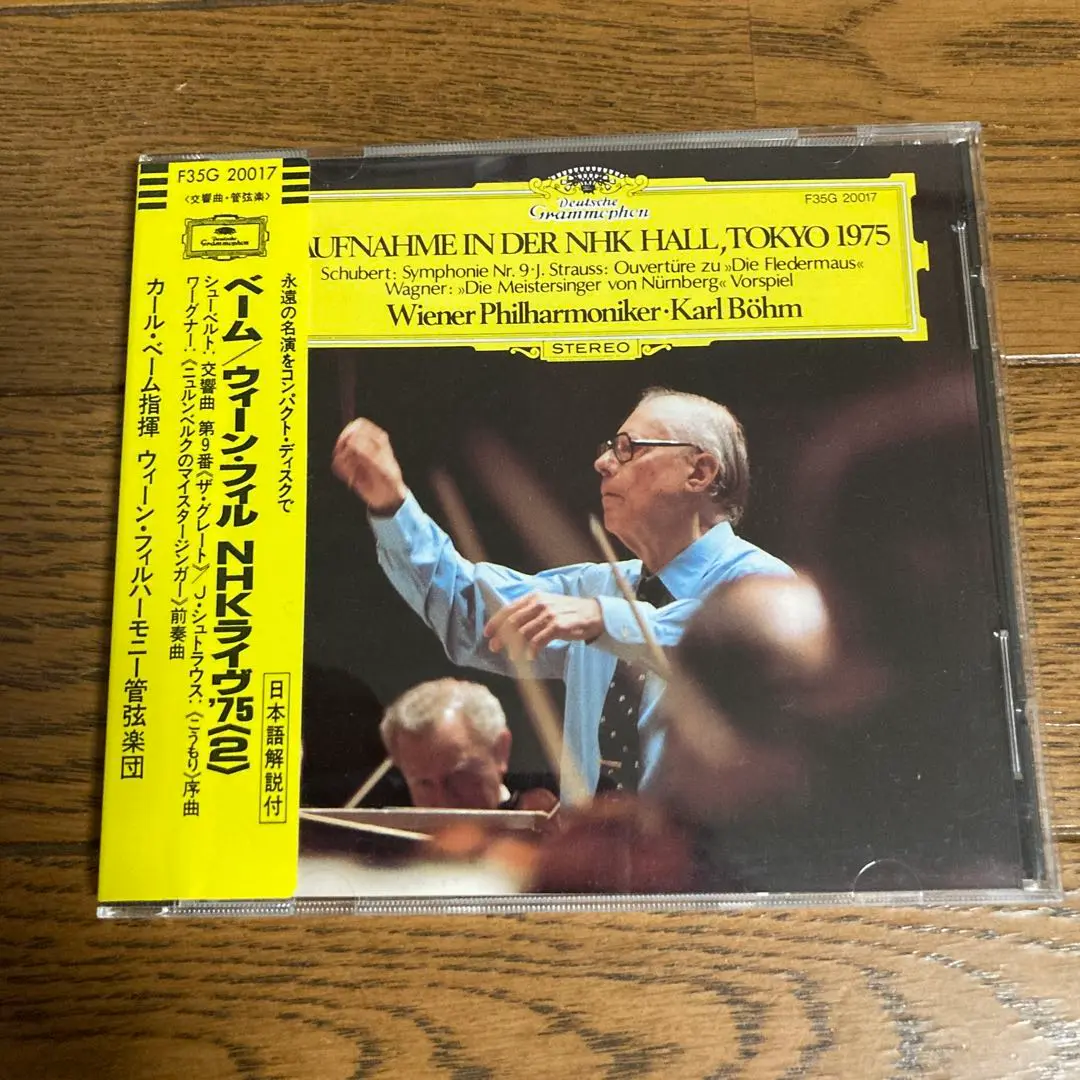 F35G 20017
〈交響曲・管弦楽〉
Deutsche
Grammophon
永遠の名演をコンパクト・ディスクで
ベーム/ウィーン・フィル NHKライヴ'75〈2〉
シューベルト:交響曲 第9番《ザ・グレート》/J・シュトラウス:《こうもり》序曲
ワーグナー:《ニュルンベルクのマイスタージンガー》前奏曲
カール・ベーム指揮 ウィーン・フィルハーモニー管弦楽団
日本語解説付
Deutsche
Grammophon
F35G 20017
AUFNAHME IN DER NHK HALL, TOKYO 1975
Schubert: Symphonie Nr. 9 · J. Strauss: Ouvertüre zu »Die Fledermaus«
Wagner: »Die Meistersinger von Nürnberg« Vorspiel
Wiener Philharmoniker · Karl Böhm
STEREO